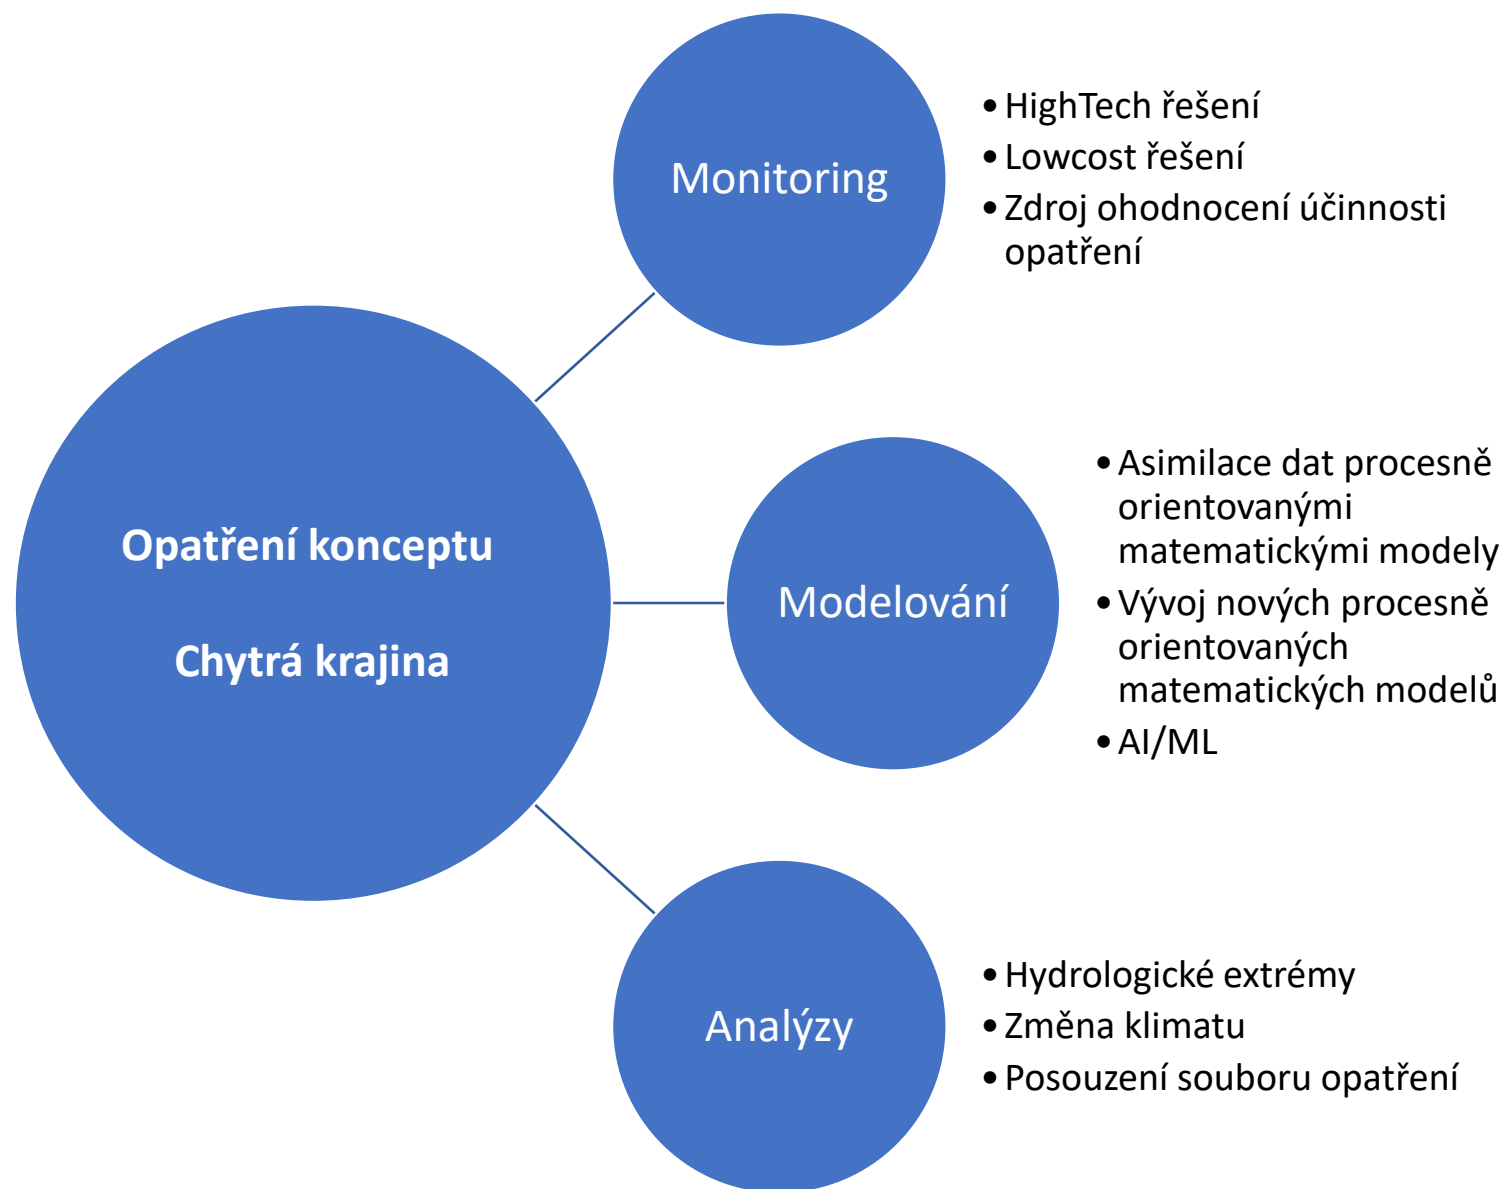 Opatření konceptu
Chytrá krajina
Monitoring
• HighTech řešení
• Lowcost řešení
• Zdroj ohodnocení účinnosti
opatření
Modelování
• Asimilace dat procesně
orientovanými
matematickými modely
• Vývoj nových procesně
orientovaných
matematických modelů
• AI/ML
Analýzy
• Hydrologické extrémy
• Změna klimatu
• Posouzení souboru opatření